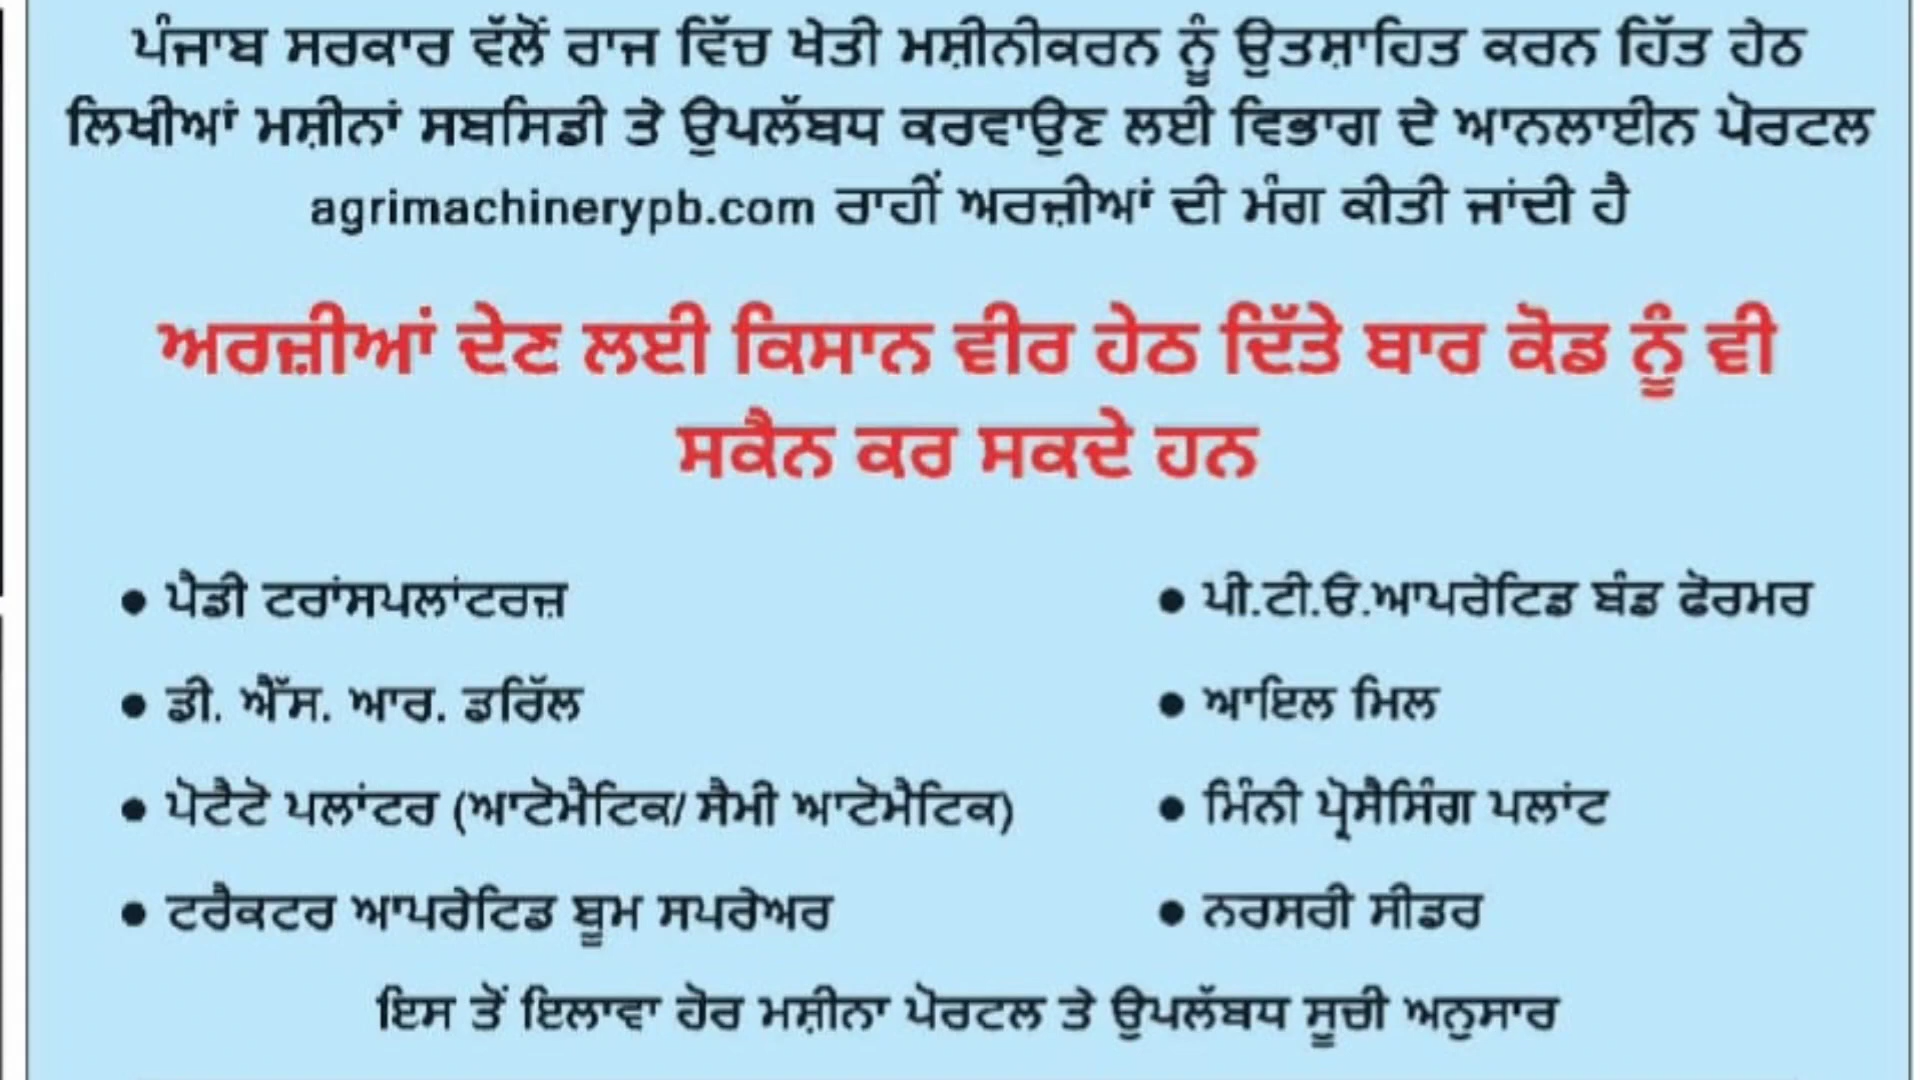 ਪੰਜਾਬ ਸਰਕਾਰ ਵੱਲੋਂ ਰਾਜ ਵਿੱਚ ਖੇਤੀ ਮਸ਼ੀਨੀਕਰਨ ਨੂੰ ਉਤਸ਼ਾਹਿਤ ਕਰਨ ਹਿੱਤ ਹੇਠ
ਲਿਖੀਆਂ ਮਸ਼ੀਨਾਂ ਸਬਸਿਡੀ ਤੇ ਉਪਲੱਬਧ ਕਰਵਾਉਣ ਲਈ ਵਿਭਾਗ ਦੇ ਆਨਲਾਈਨ ਪੋਰਟਲ
agrimachinerypb.com ਰਾਹੀਂ ਅਰਜ਼ੀਆਂ ਦੀ ਮੰਗ ਕੀਤੀ ਜਾਂਦੀ ਹੈ
ਅਰਜ਼ੀਆਂ ਦੇਣ ਲਈ ਕਿਸਾਨ ਵੀਰ ਹੇਠ ਦਿੱਤੇ ਬਾਰ ਕੋਡ ਨੂੰ ਵੀ
ਸਕੈਨ ਕਰ ਸਕਦੇ ਹਨ
• ਪੈਡੀ ਟਰਾਂਸਪਲਾਂਟਰਜ਼
• ਡੀ. ਐੱਸ. ਆਰ. ਡਰਿੱਲ
• ਪੋਟੈਟੋ ਪਲਾਂਟਰ (ਆਟੋਮੈਟਿਕ/ ਸੈਮੀ ਆਟੋਮੈਟਿਕ)
• ਟਰੈਕਟਰ ਆਪਰੇਟਿਡ ਬੂਮ ਸਪਰੇਅਰ
• ਪੀ.ਟੀ.ਓ.ਆਪਰੇਟਿਡ ਬੰਡ ਫੋਰਮਰ
• ਆਇਲ ਮਿਲ
• ਮਿੰਨੀ ਪ੍ਰੋਸੈਸਿੰਗ ਪਲਾਂਟ
• ਨਰਸਰੀ ਸੀਡਰ
ਇਸ ਤੋਂ ਇਲਾਵਾ ਹੋਰ ਮਸ਼ੀਨਾ ਪੋਰਟਲ ਤੇ ਉਪਲੱਬਧ ਸੂਚੀ ਅਨੁਸਾਰ